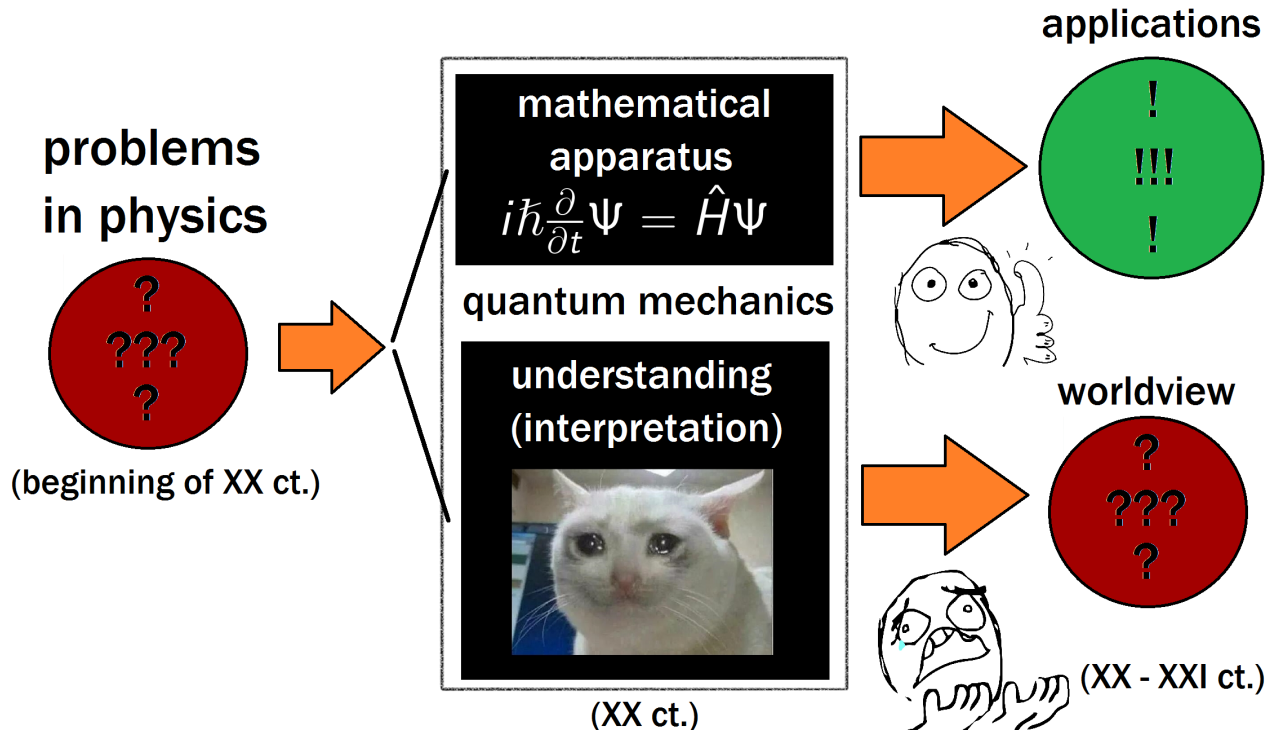 problems
in physics
?
???
?
(beginning of XX ct.)
mathematical
apparatus
iℏ ∂/∂t Ψ = ĤΨ
quantum mechanics
understanding
(interpretation)
(XX ct.)
applications
!
!!!
!
worldview
?
???
?
(XX - XXI ct.)